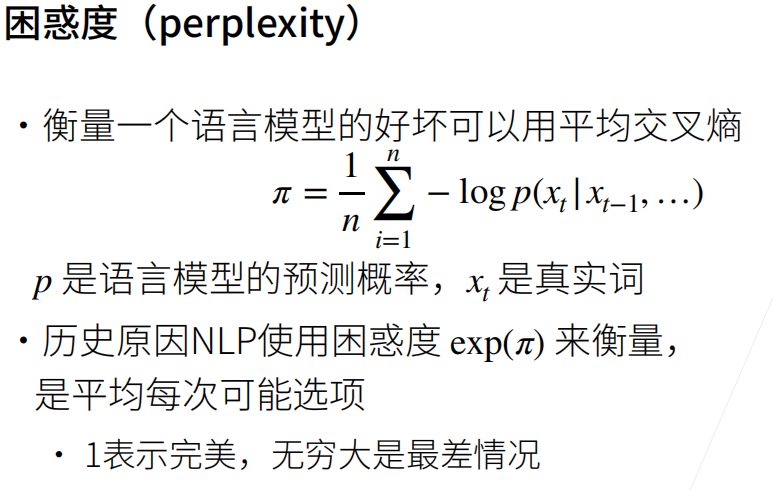 困惑度（perplexity）
• 衡量一个语言模型的好坏可以用平均交叉熵
π = \frac{1}{n} \sum_{i=1}^{n} − log p(x_t | x_{t−1}, …)
p 是语言模型的预测概率，x_t 是真实词
• 历史原因NLP使用困惑度 exp(π) 来衡量，
是平均每次可能选项
• 1表示完美，无穷大是最差情况